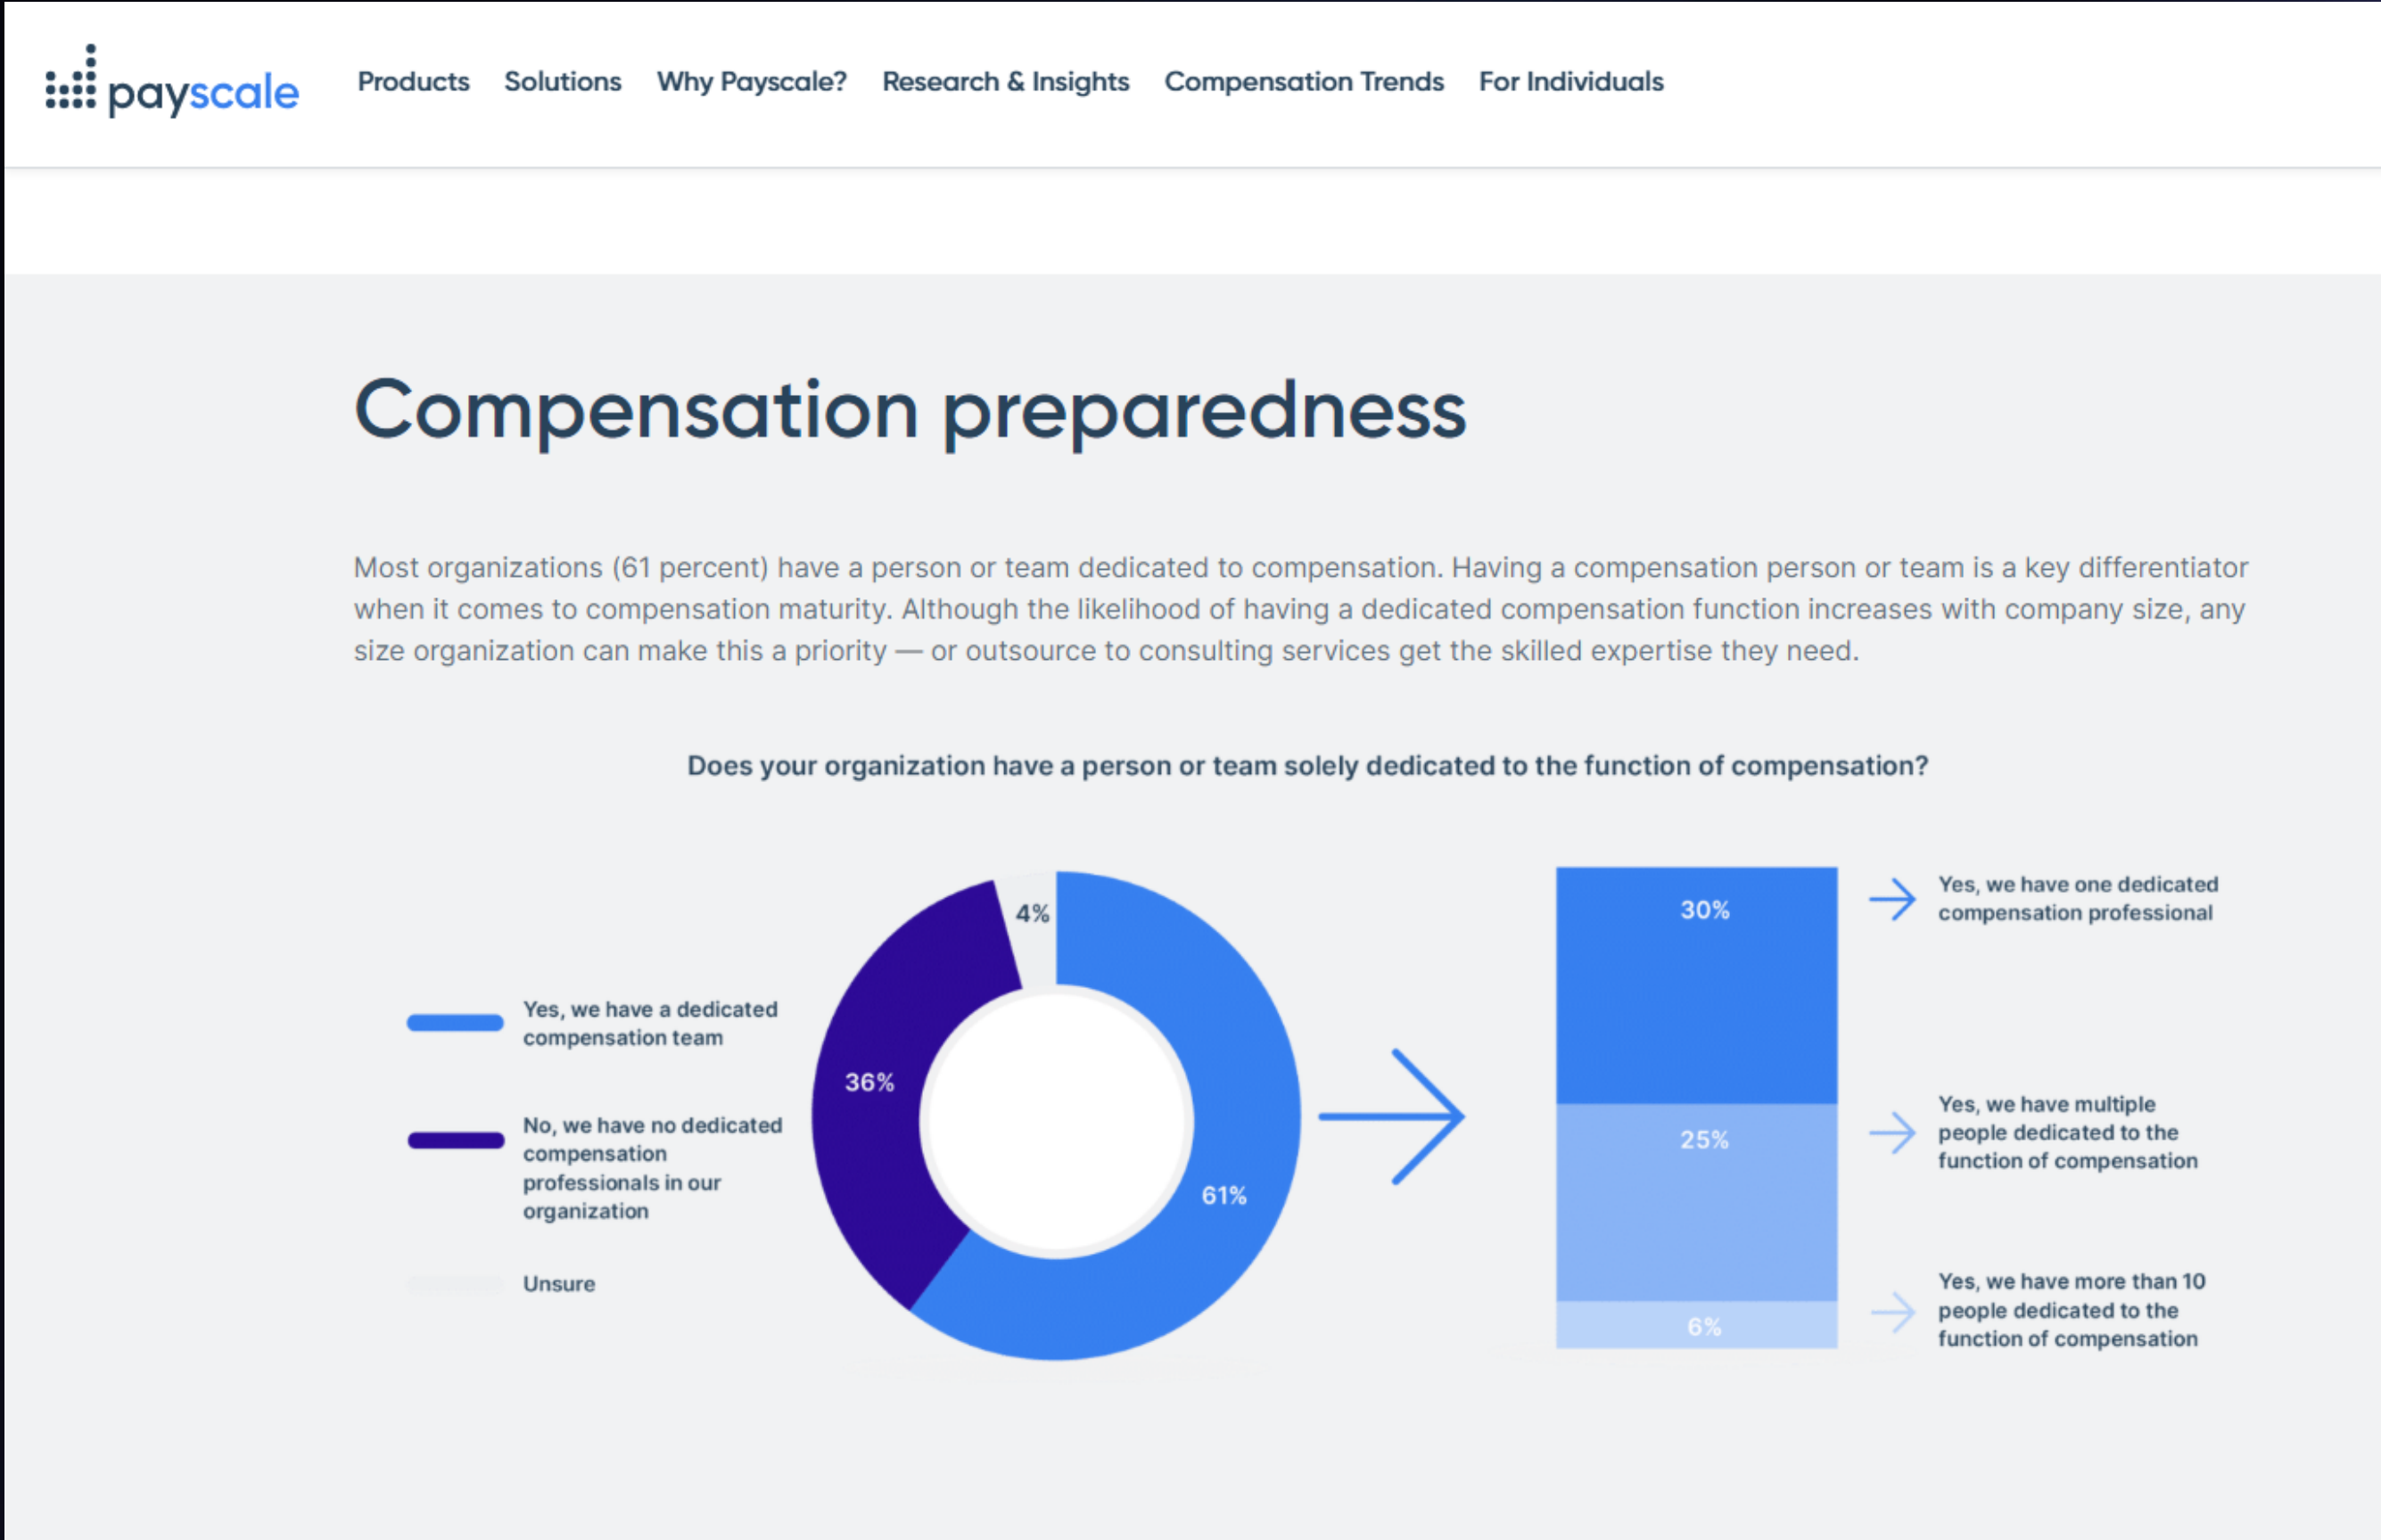 payscale
Products Solutions Why Payscale? Research & Insights Compensation Trends For Individuals
Compensation preparedness
Most organizations (61 percent) have a person or team dedicated to compensation. Having a compensation person or team is a key differentiator
when it comes to compensation maturity. Although the likelihood of having a dedicated compensation function increases with company size, any
size organization can make this a priority — or outsource to consulting services get the skilled expertise they need.
Does your organization have a person or team solely dedicated to the function of compensation?
Yes, we have a dedicated
compensation team
No, we have no dedicated
compensation
professionals in our
organization
Unsure
4%
36%
61%
30%
25%
6%
Yes, we have one dedicated
compensation professional
Yes, we have multiple
people dedicated to the
function of compensation
Yes, we have more than 10
people dedicated to the
function of compensation